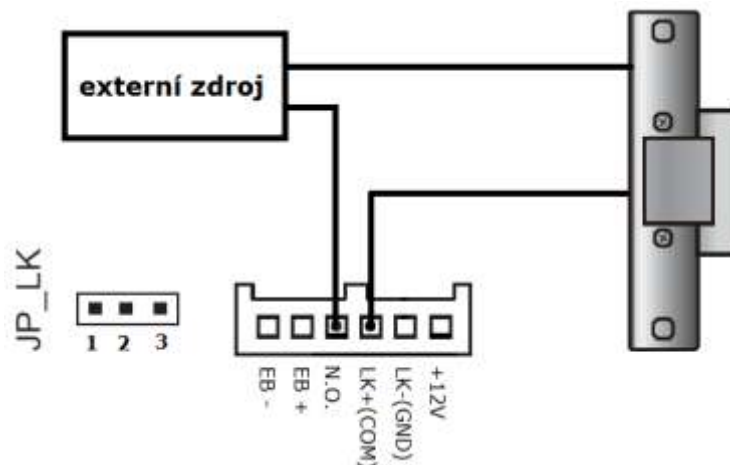 externí zdroj
JP_LK
1 2 3
EB -
EB +
N.O.
LK+(COM)
LK-(GND)
+12V